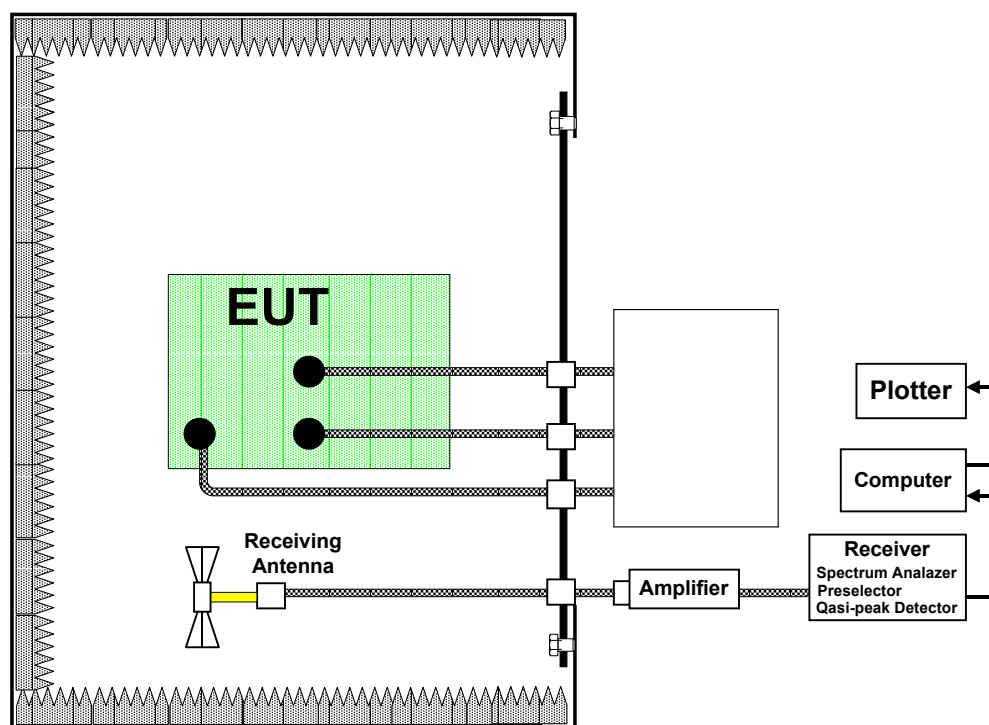 EUT
Plotter
Computer
Receiving
Antenna
Amplifier
Receiver
Spectrum Analazer
Preselector
Qasi-peak Detector